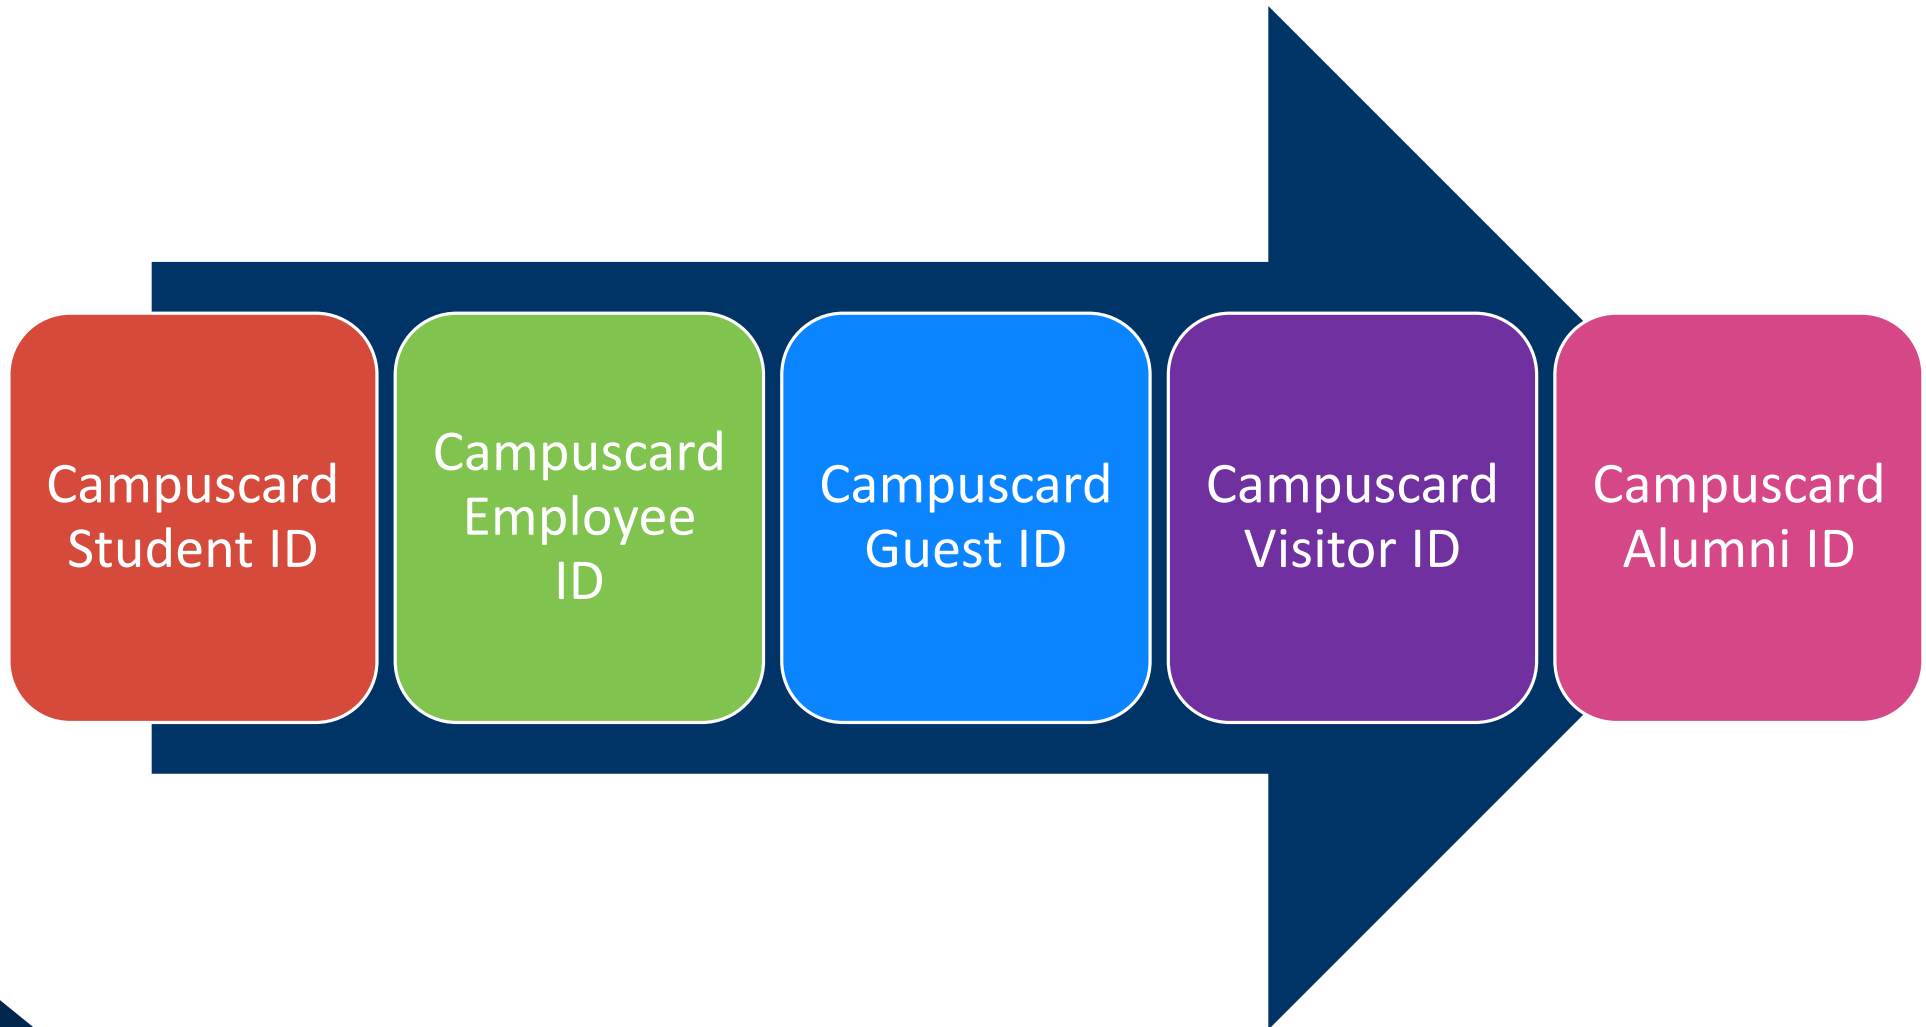 Campuscard
Student ID
Campuscard
Employee
ID
Campuscard
Guest ID
Campuscard
Visitor ID
Campuscard
Alumni ID